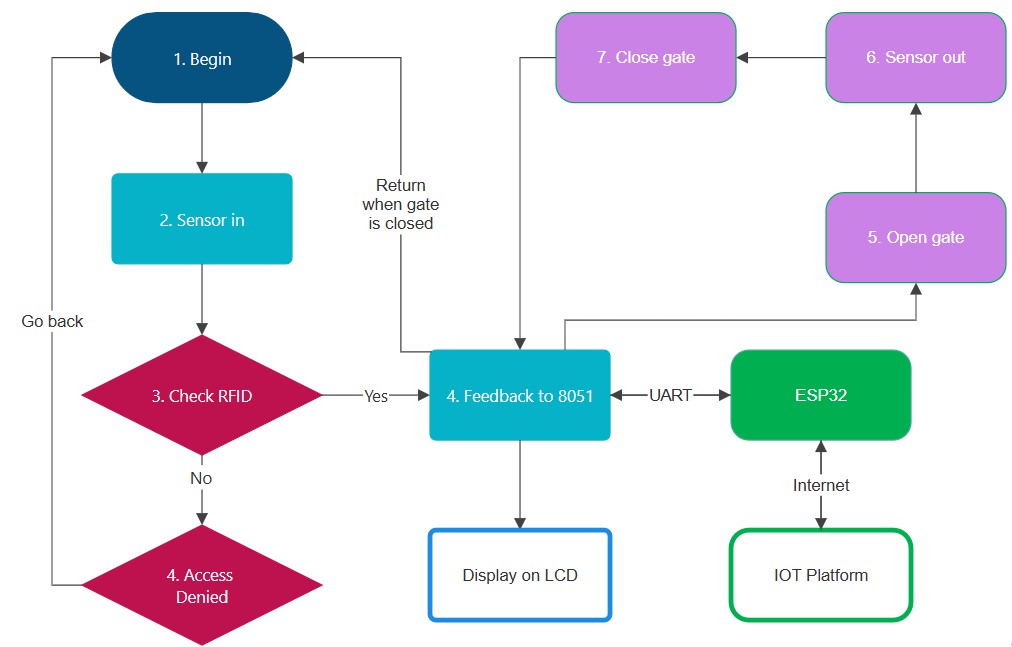 1. Begin
7. Close gate
6. Sensor out
Return
when gate
is closed
2. Sensor in
5. Open gate
Go back
3. Check RFID
Yes
4. Feedback to 8051
UART
ESP32
No
Internet
4. Access
Denied
Display on LCD
IOT Platform